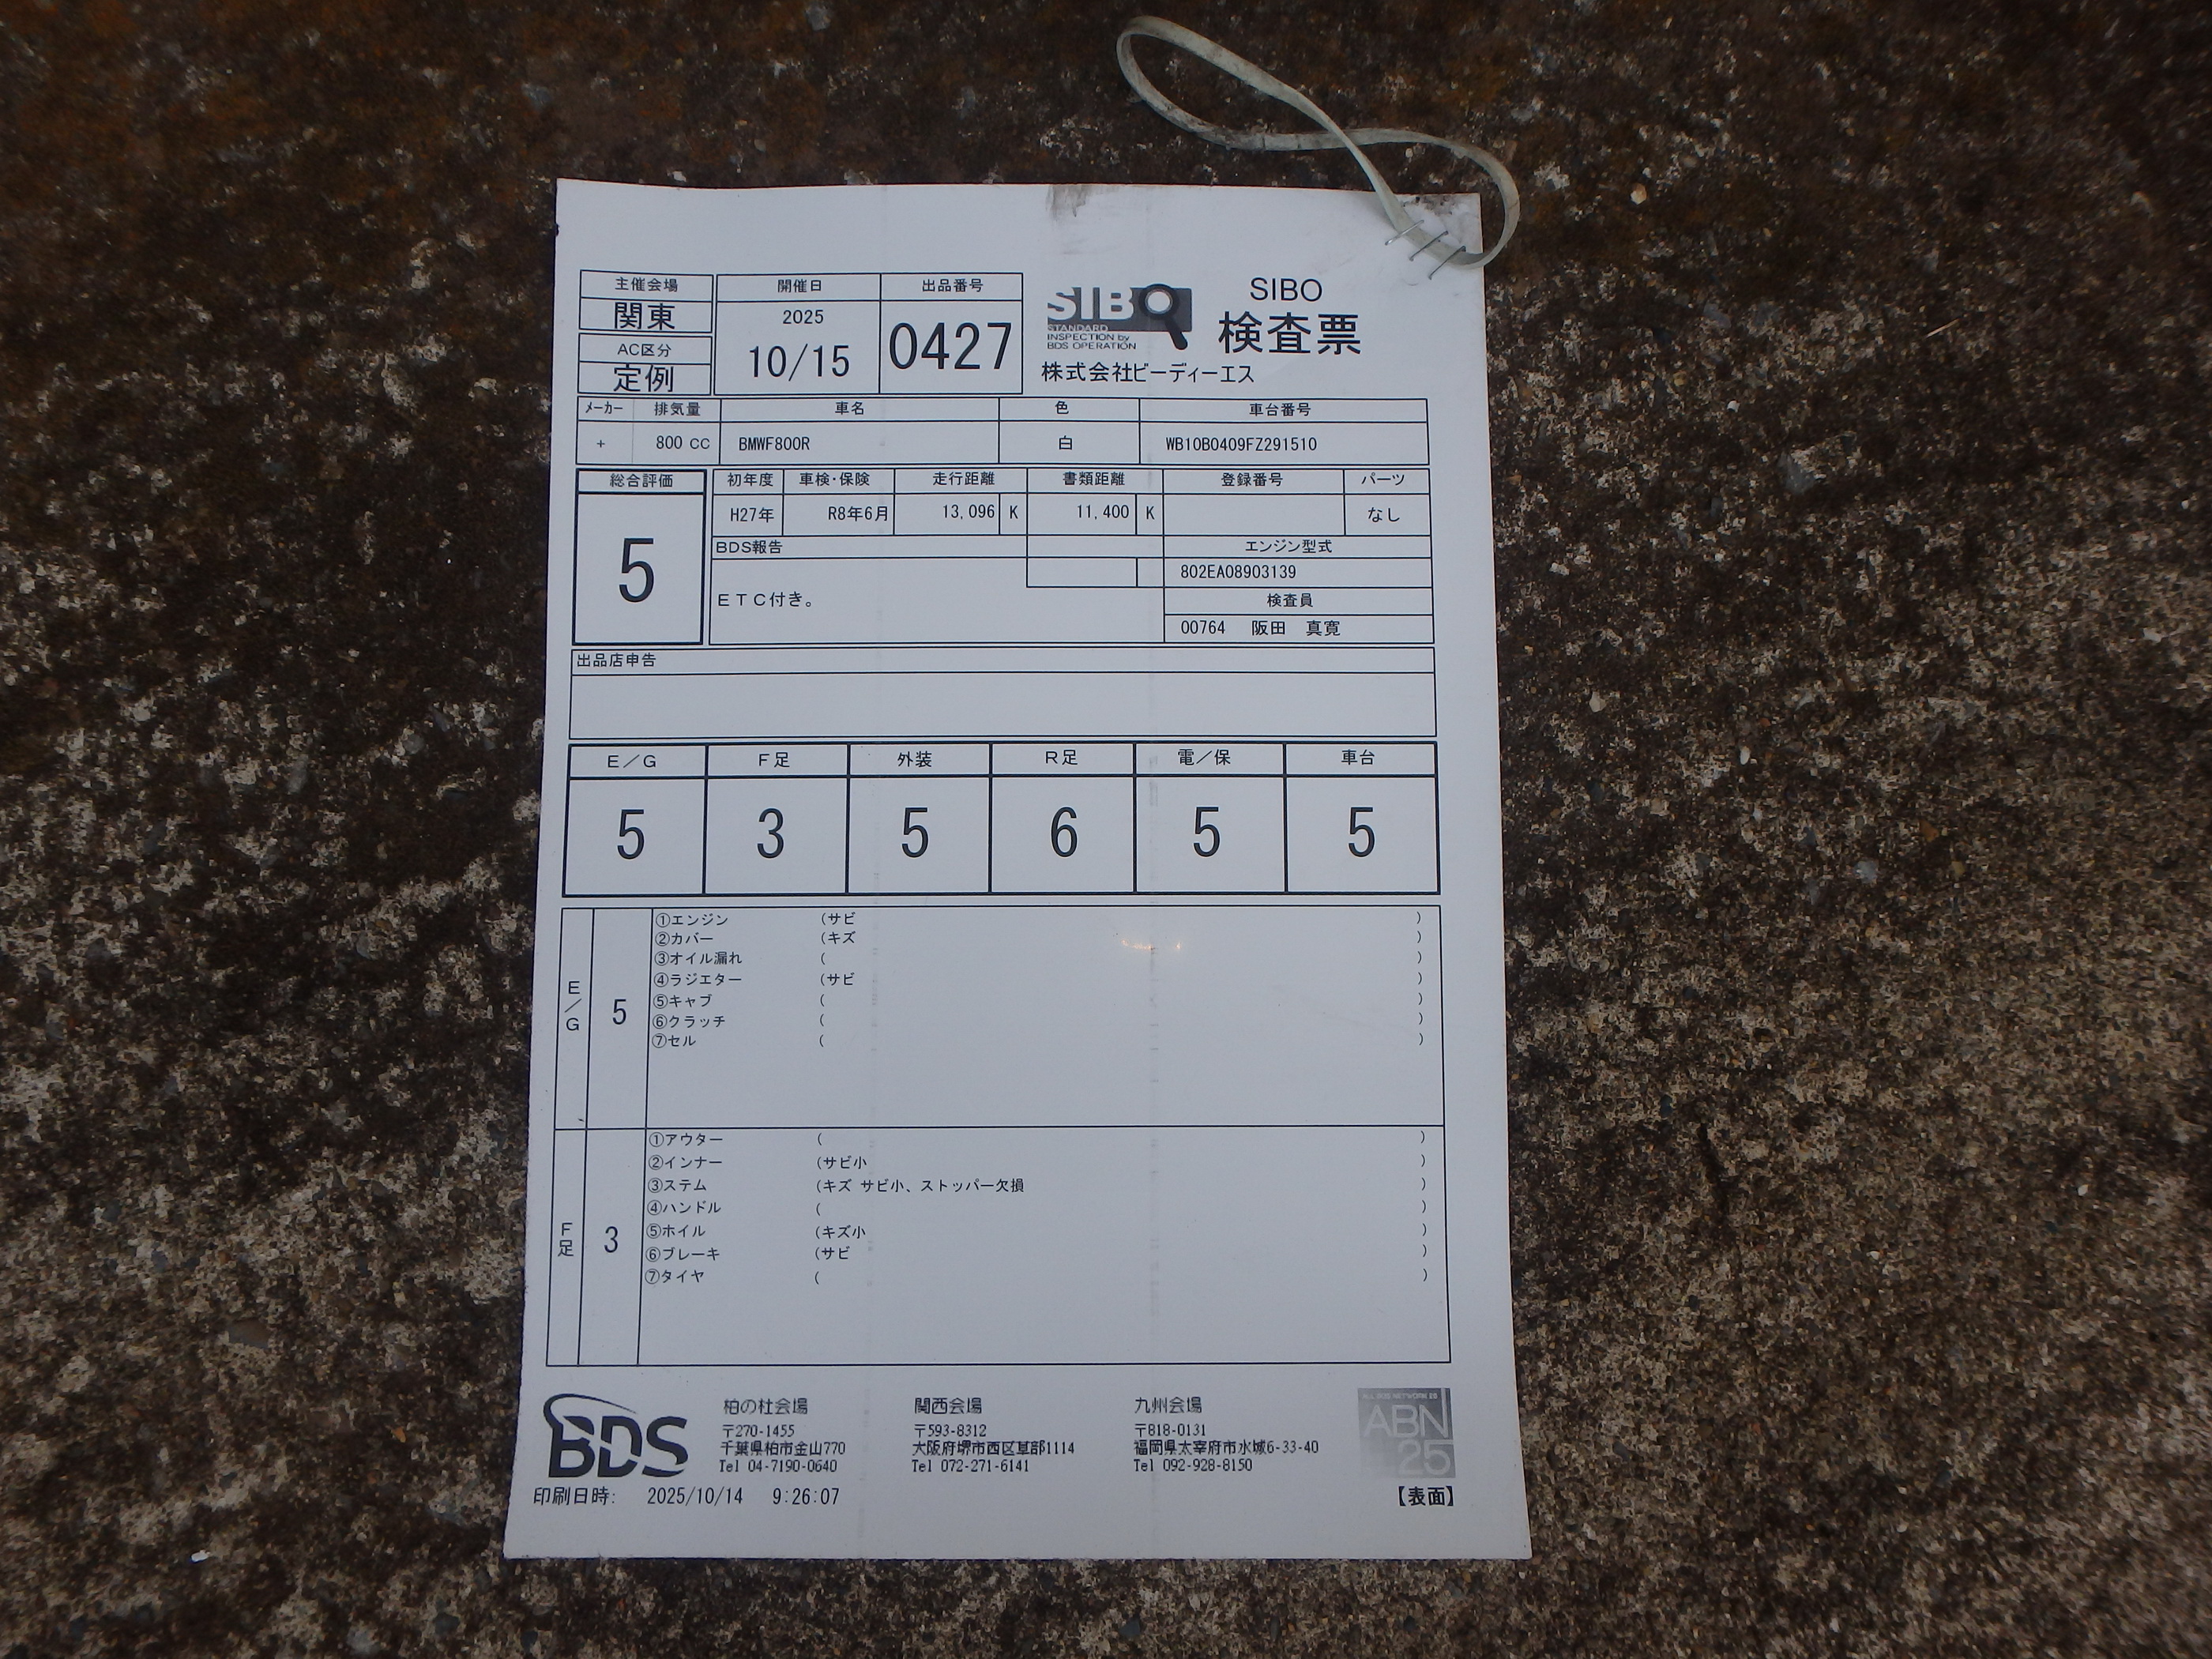 主催会場 開催日 出品番号
関東 2025 10/15 0427
AC区分
定例
SIBO
STANDARD
INSPECTION by
BDS OPERATION
SIBO
検査票
株式会社ビーディーエス
メーカー 排気量 車名 色 車台番号
+ 800 CC BMWF800R 白 WB10B0409FZ291510
総合評価 初年度 車検・保険 走行距離 書類距離 登録番号 パーツ
5 H27年 R8年6月 13,096 K 11,400 K なし
BDS報告 エンジン型式
802EA08903139
ETC付き。 検査員
00764 阪田 真寛
出品店申告
E/G F足 外装 R足 電/保 車台
5 3 5 6 5 5
E/G 5
①エンジン (サビ )
②カバー (キズ )
③オイル漏れ ( )
④ラジエター (サビ )
⑤キャブ ( )
⑥クラッチ ( )
⑦セル ( )
F足 3
①アウター ( )
②インナー (サビ小 )
③ステム (キズ サビ小、ストッパー欠損 )
④ハンドル ( )
⑤ホイル (キズ小 )
⑥ブレーキ (サビ )
⑦タイヤ ( )
BDS
柏の杜会場
〒270-1455
千葉県柏市金山770
Tel 04-7190-0640
関西会場
〒593-8312
大阪府堺市西区草部1114
Tel 072-271-6141
九州会場
〒818-0131
福岡県太宰府市水城6-33-40
Tel 092-928-8150
ABN
25
印刷日時: 2025/10/14 9:26:07 【表面】